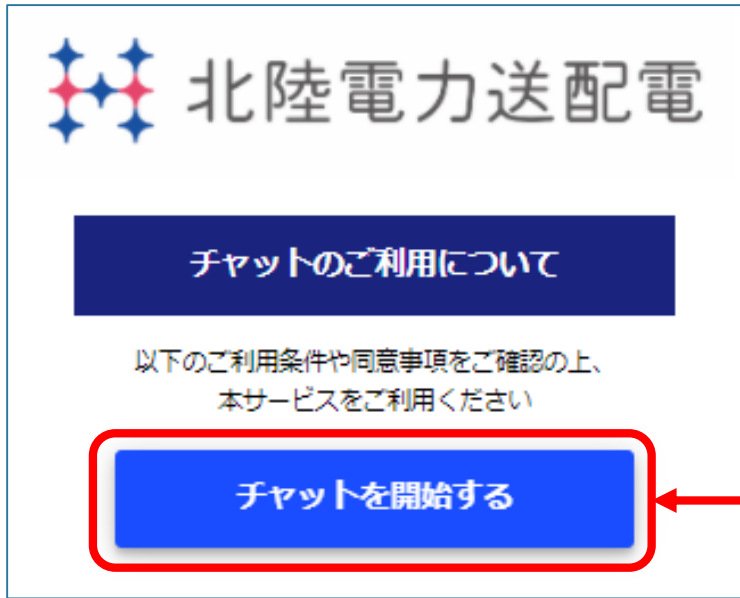 北陸電力送配電
チャットのご利用について
以下のご利用条件や同意事項をご確認の上、
本サービスをご利用ください
チャットを開始する